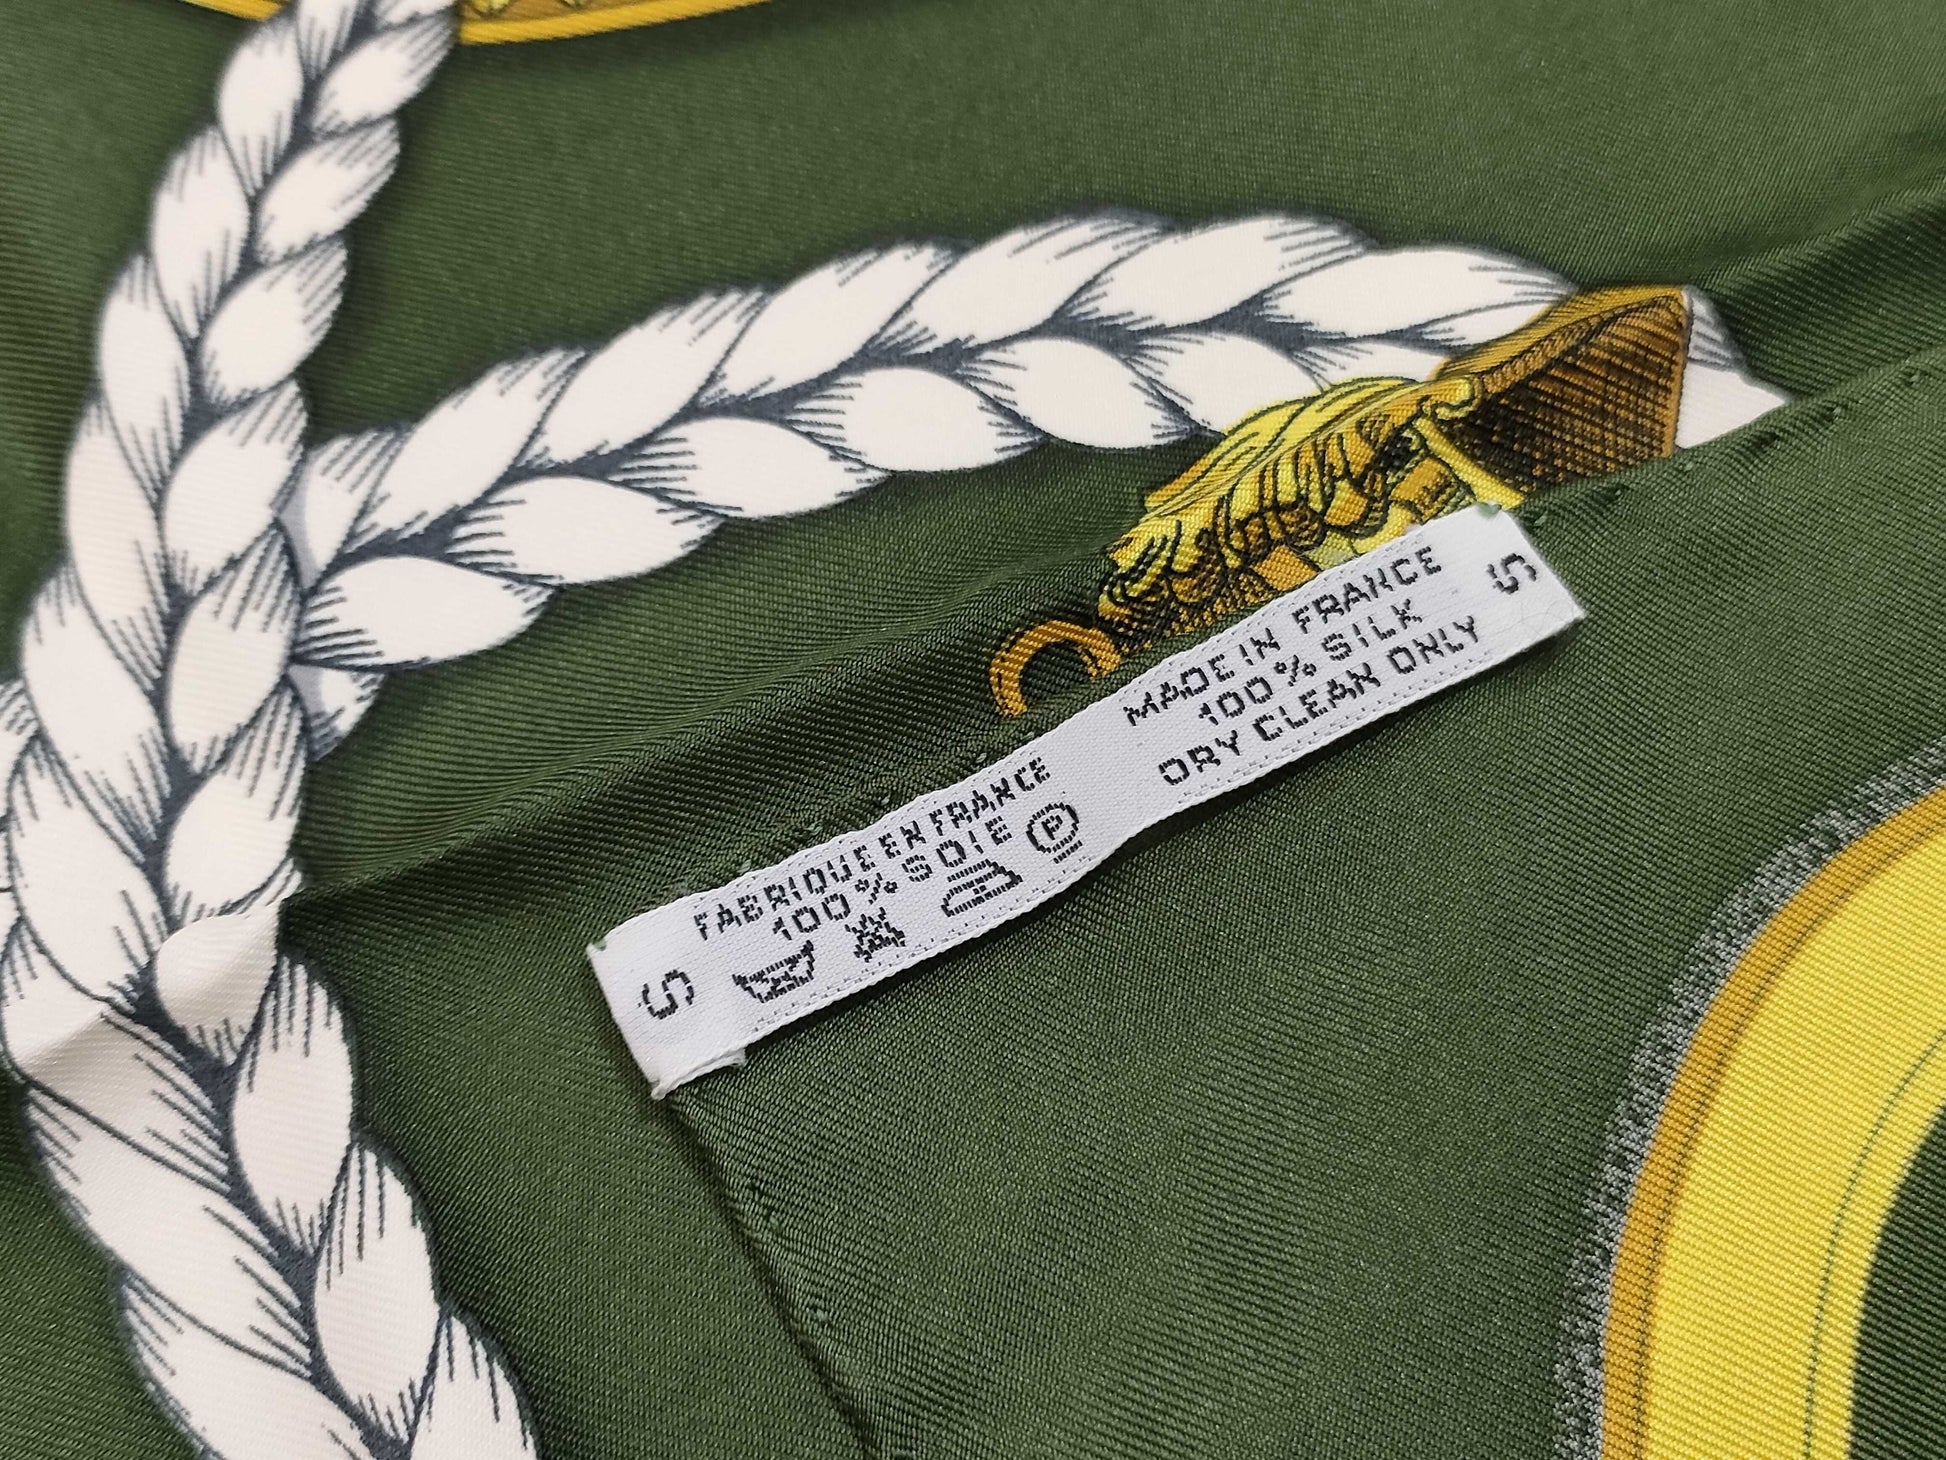 S
FABRIQUE EN FRANCE
100% SOIE
P
MADE IN FRANCE
100% SILK
DRY CLEAN ONLY
S